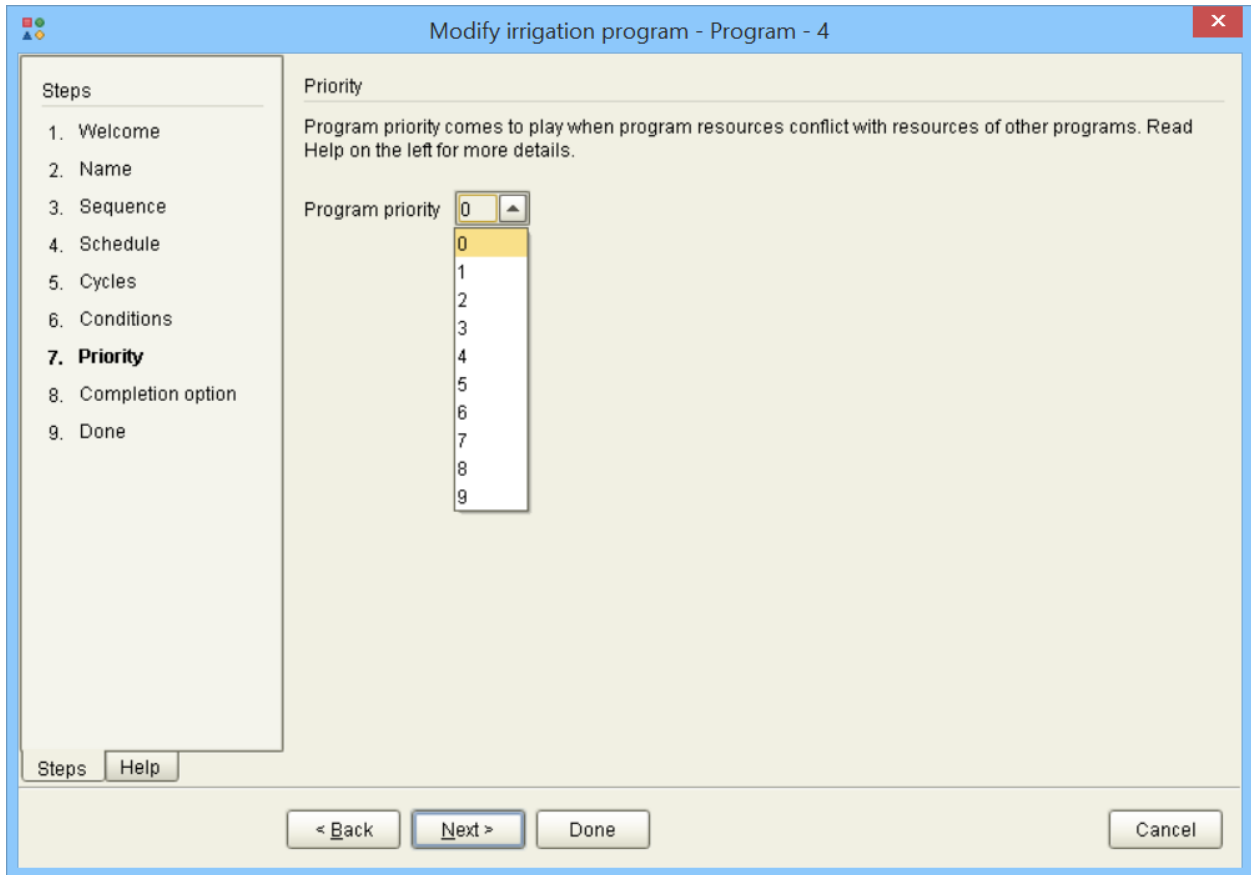 Modify irrigation program - Program - 4
Steps
1. Welcome
2. Name
3. Sequence
4. Schedule
5. Cycles
6. Conditions
7. Priority
8. Completion option
9. Done
Steps
Help
Priority
Program priority comes to play when program resources conflict with resources of other programs. Read
Help on the left for more details.
Program priority 0
0
1
2
3
4
5
6
7
8
9
< Back
Next >
Done
Cancel